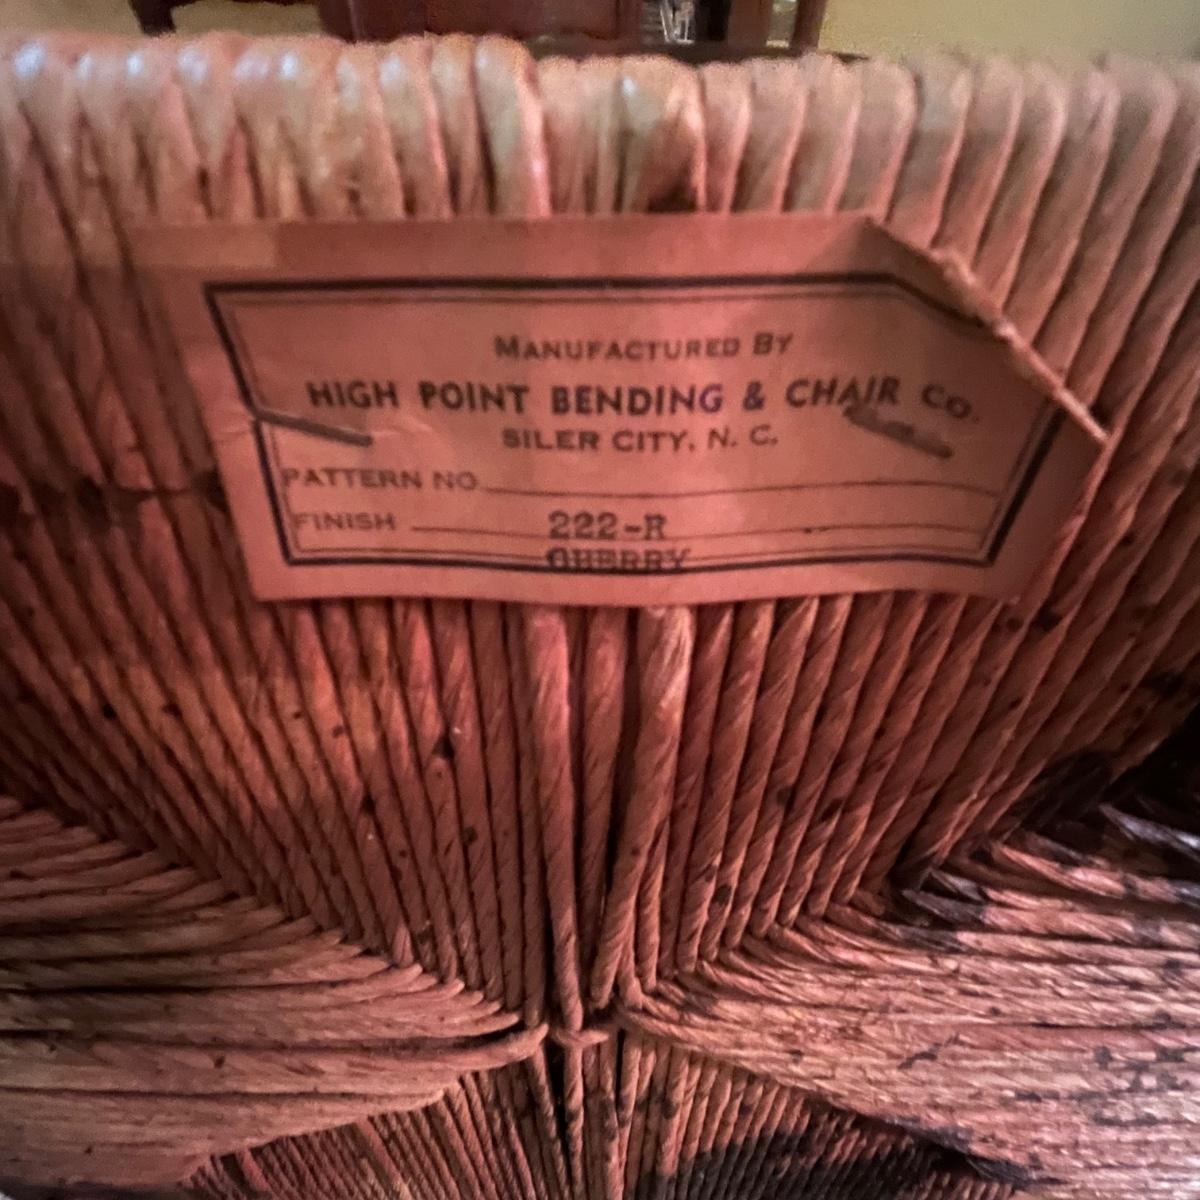 MANUFACTURED BY
HIGH POINT BENDING & CHAIR CO.
SILER CITY, N. C.
PATTERN NO
FINISH 222-R
CHERRY